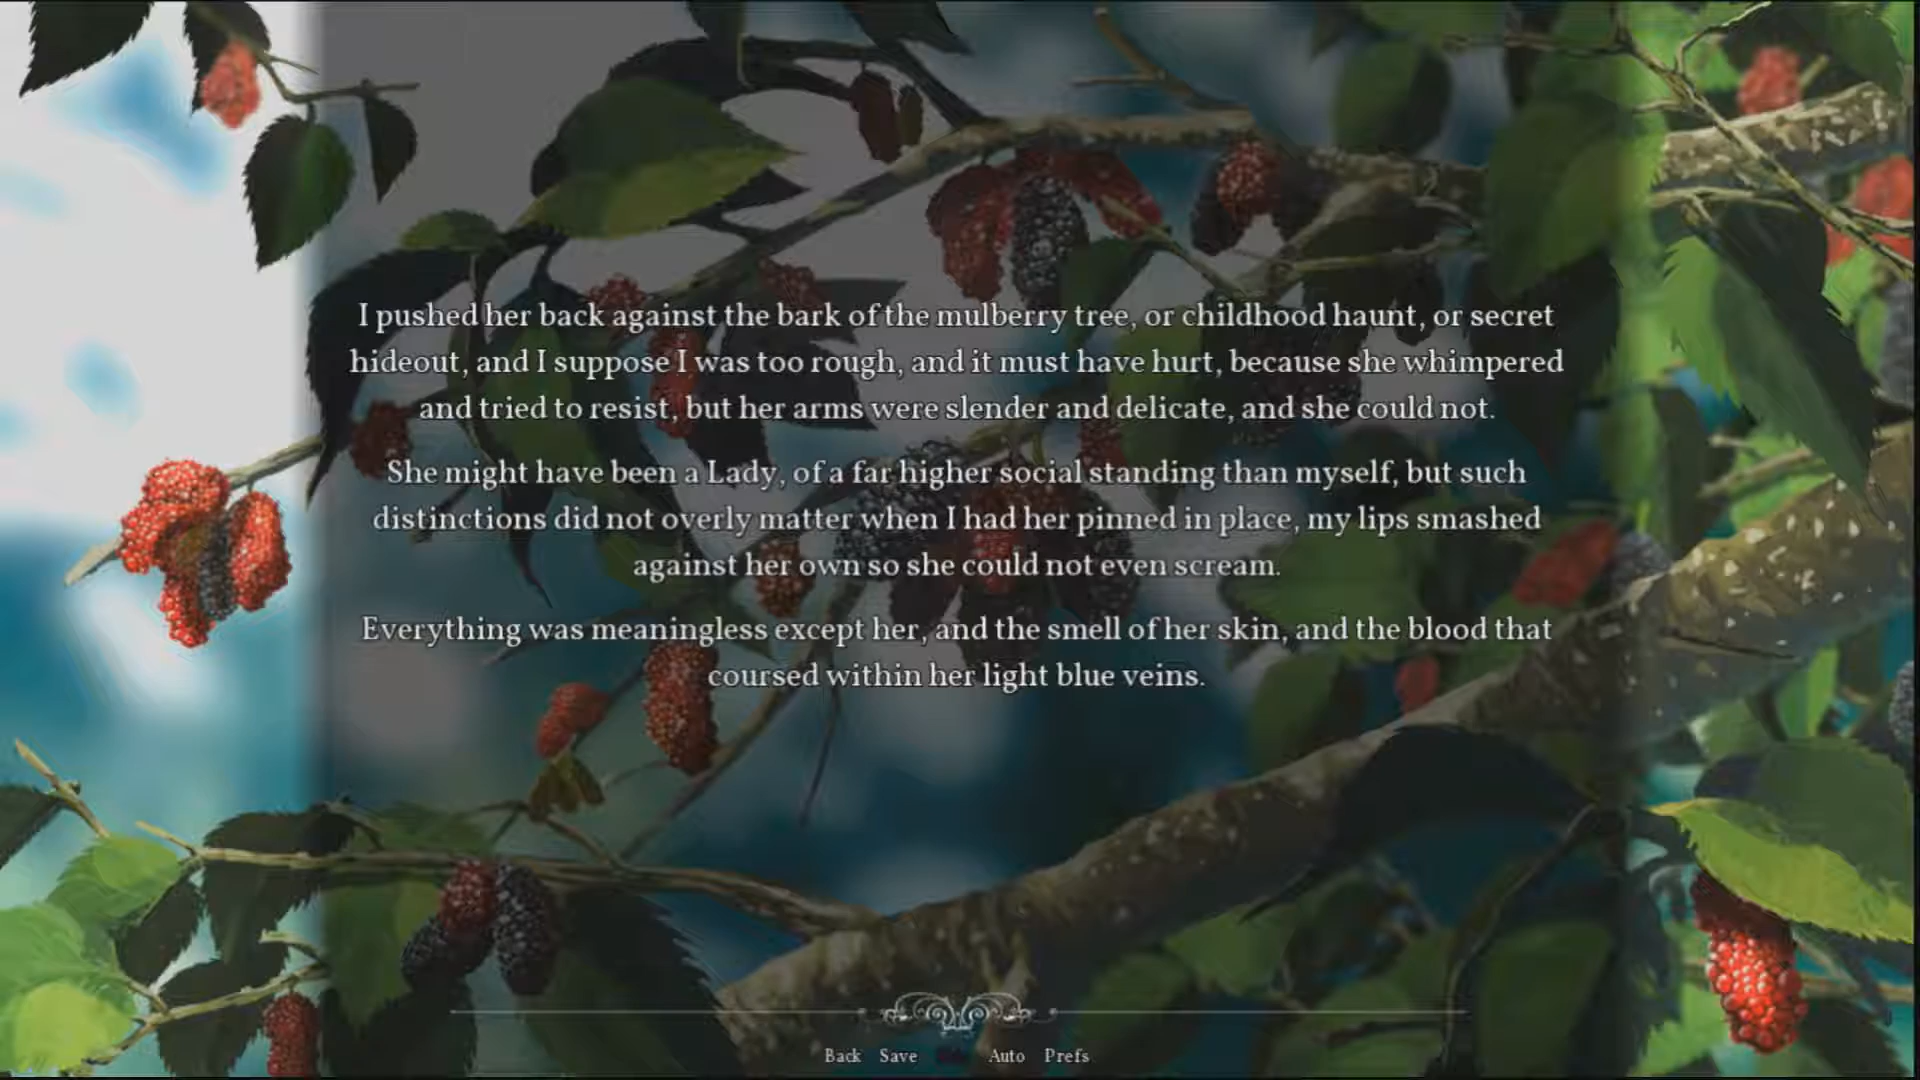 I pushed her back against the bark of the mulberry tree, or childhood haunt, or secret
hideout, and I suppose I was too rough, and it must have hurt, because she whimpered
and tried to resist, but her arms were slender and delicate, and she could not.
She might have been a Lady, of a far higher social standing than myself, but such
distinctions did not overly matter when I had her pinned in place, my lips smashed
against her own so she could not even scream.
Everything was meaningless except her, and the smell of her skin, and the blood that
coursed within her light blue veins.
Back Save Auto Prefs